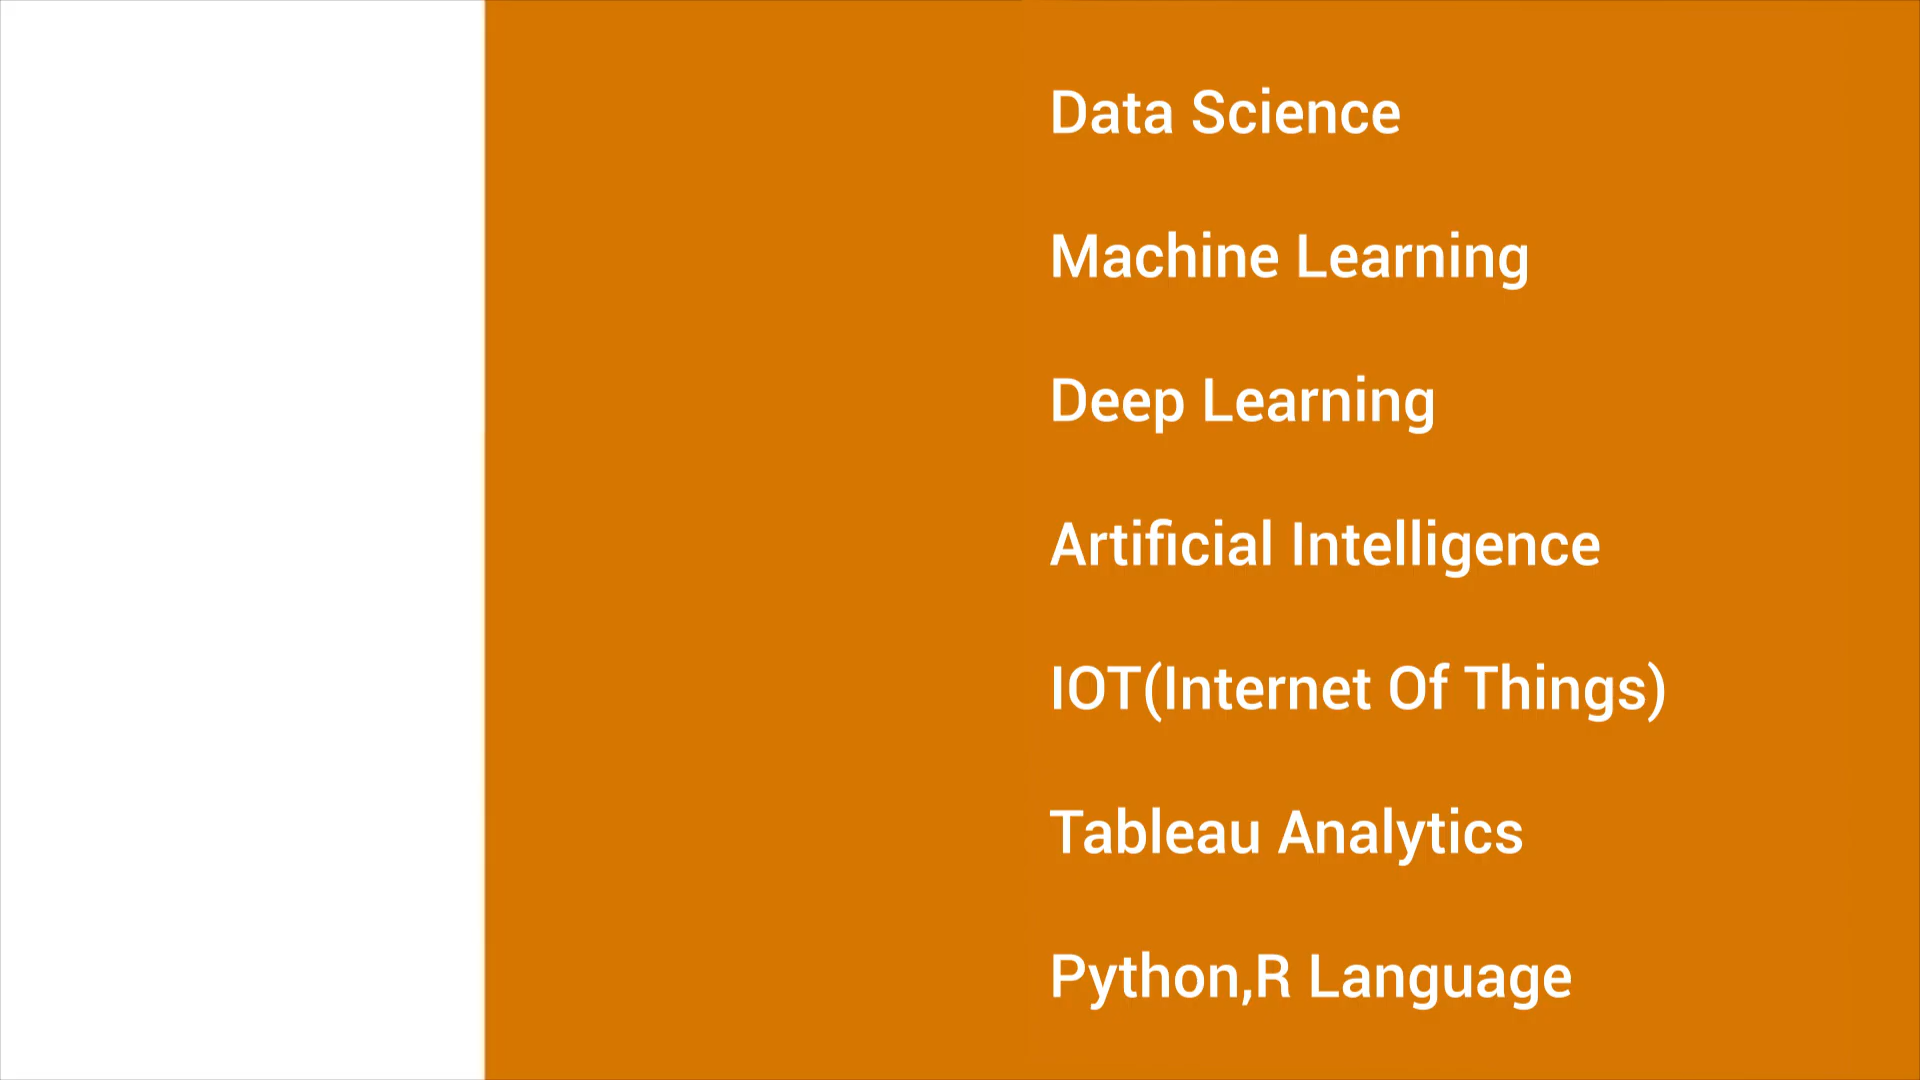 Data Science
Machine Learning
Deep Learning
Artificial Intelligence
IOT(Internet Of Things)
Tableau Analytics
Python,R Language